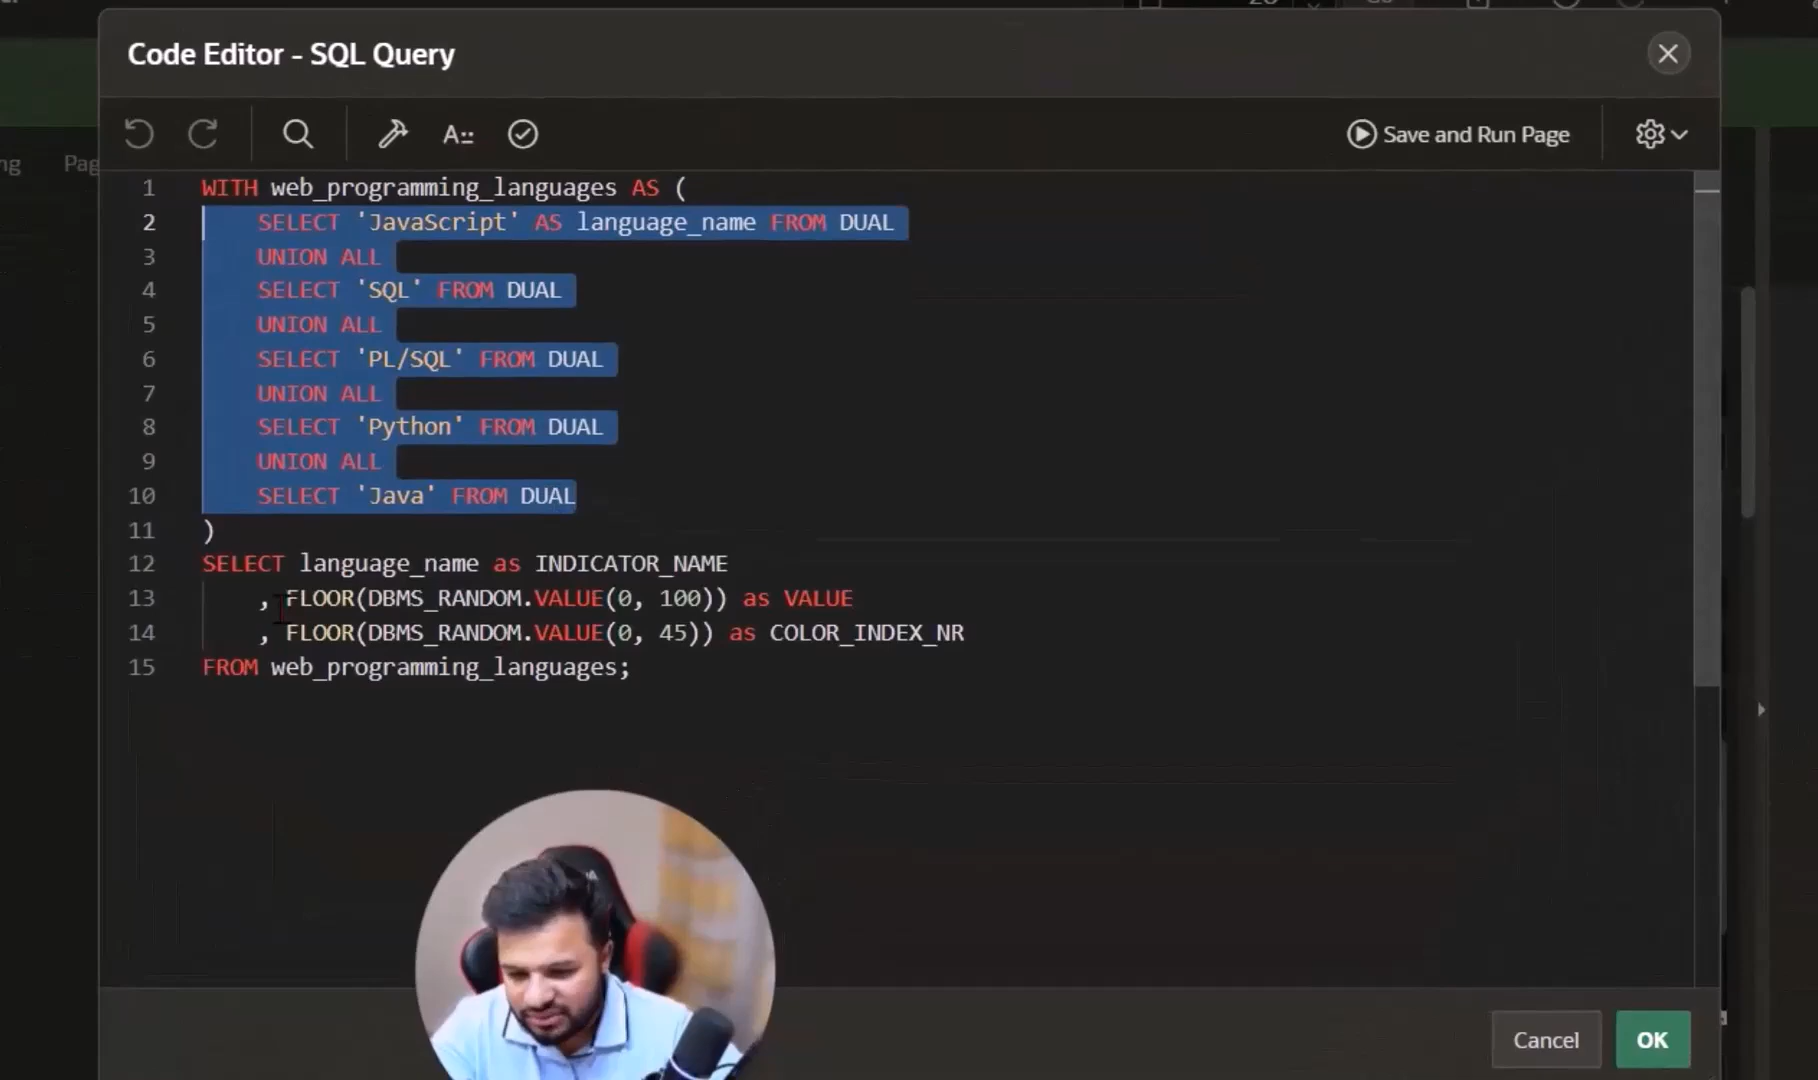 Code Editor - SQL Query
Save and Run Page
ng Pag
1 WITH web_programming_languages AS (
2 SELECT 'JavaScript' AS language_name FROM DUAL
3 UNION ALL
4 SELECT 'SQL' FROM DUAL
5 UNION ALL
6 SELECT 'PL/SQL' FROM DUAL
7 UNION ALL
8 SELECT 'Python' FROM DUAL
9 UNION ALL
10 SELECT 'Java' FROM DUAL
11 )
12 SELECT language_name as INDICATOR_NAME
13 , FLOOR(DBMS_RANDOM.VALUE(0, 100)) as VALUE
14 , FLOOR(DBMS_RANDOM.VALUE(0, 45)) as COLOR_INDEX_NR
15 FROM web_programming_languages;
Cancel OK